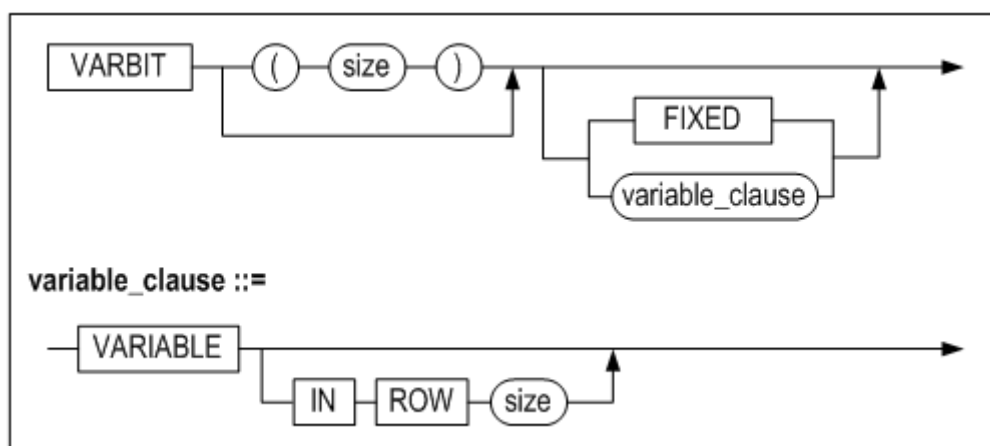 VARBIT ( size )
FIXED
variable_clause
variable_clause ::=
VARIABLE
IN ROW size